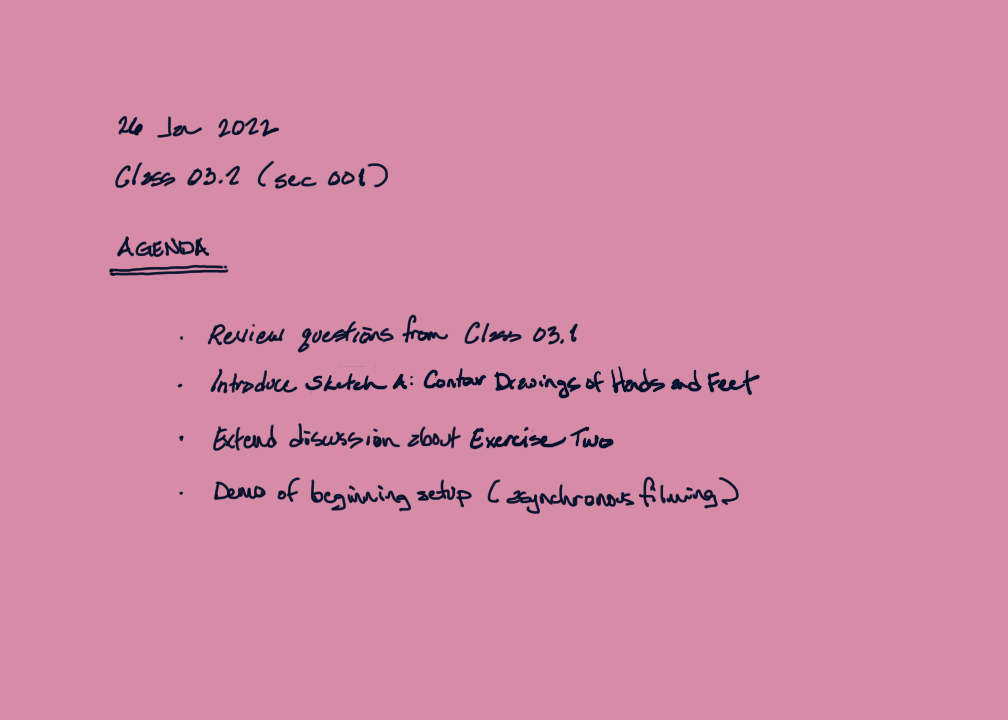 26 Jan 2022
Class 03.2 (sec 001)
AGENDA
· Review questions from Class 03.1
· Introduce Sketch A: Contour Drawings of Hands and Feet
· Extend discussion about Exercise Two
· Demo of beginning setup (asynchronous filming)